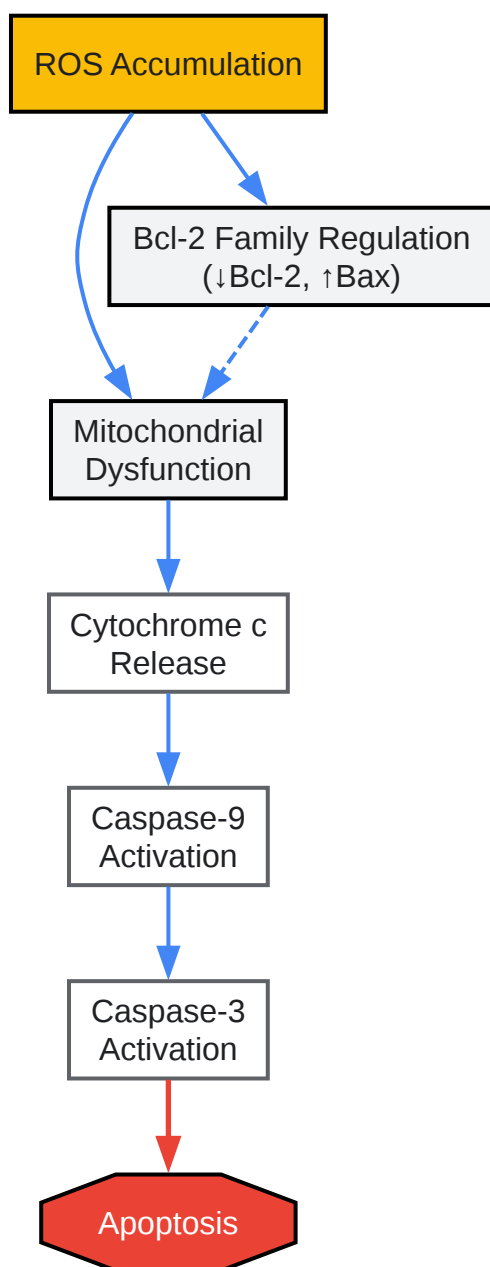 ROS Accumulation
Bcl-2 Family Regulation
(↓Bcl-2, ↑Bax)
Mitochondrial
Dysfunction
Cytochrome c
Release
Caspase-9
Activation
Caspase-3
Activation
Apoptosis